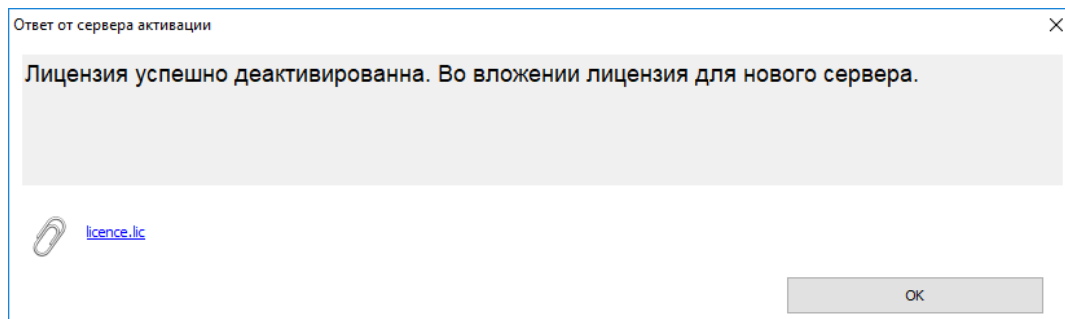 Ответ от сервера активации
Лицензия успешно деактивированна. Во вложении лицензия для нового сервера.
licence.lic
OK